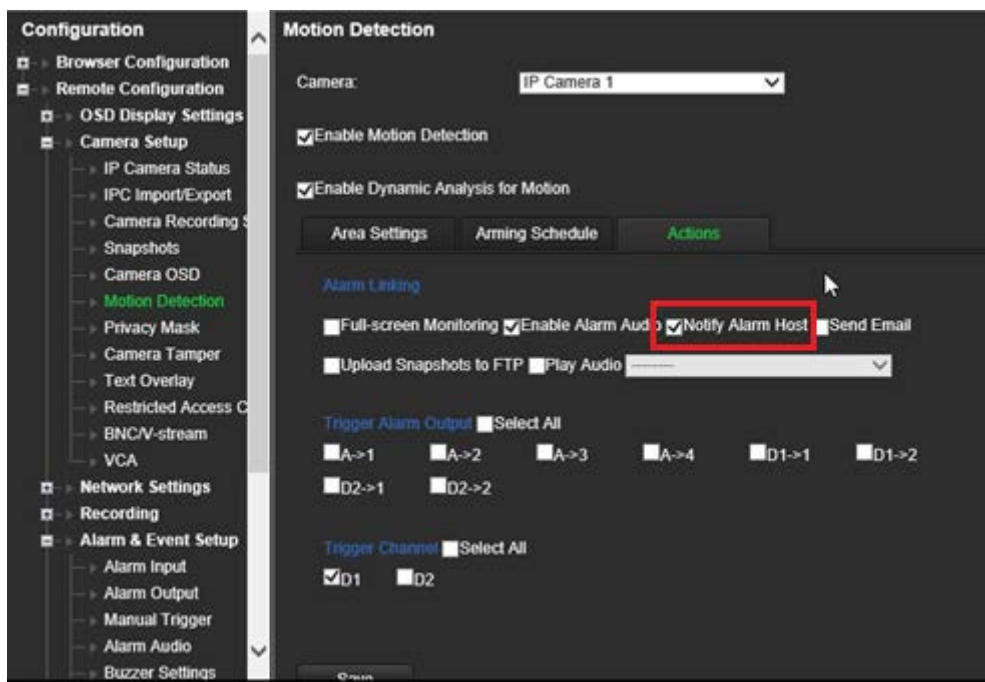 Configuration
Browser Configuration
Remote Configuration
OSD Display Settings
Camera Setup
IP Camera Status
IPC Import/Export
Camera Recording S
Snapshots
Camera OSD
Motion Detection
Privacy Mask
Camera Tamper
Text Overlay
Restricted Access C
BNC/V-stream
VCA
Network Settings
Recording
Alarm & Event Setup
Alarm Input
Alarm Output
Manual Trigger
Alarm Audio
Buzzer Settings
Motion Detection
Camera: IP Camera 1
Enable Motion Detection
Enable Dynamic Analysis for Motion
Area Settings Arming Schedule Actions
Alarm Linking
Full-screen Monitoring Enable Alarm Audio Notify Alarm Host Send Email
Upload Snapshots to FTP Play Audio ---------
Trigger Alarm Output Select All
A->1 A->2 A->3 A->4 D1->1 D1->2
D2->1 D2->2
Trigger Channel Select All
D1 D2
Save